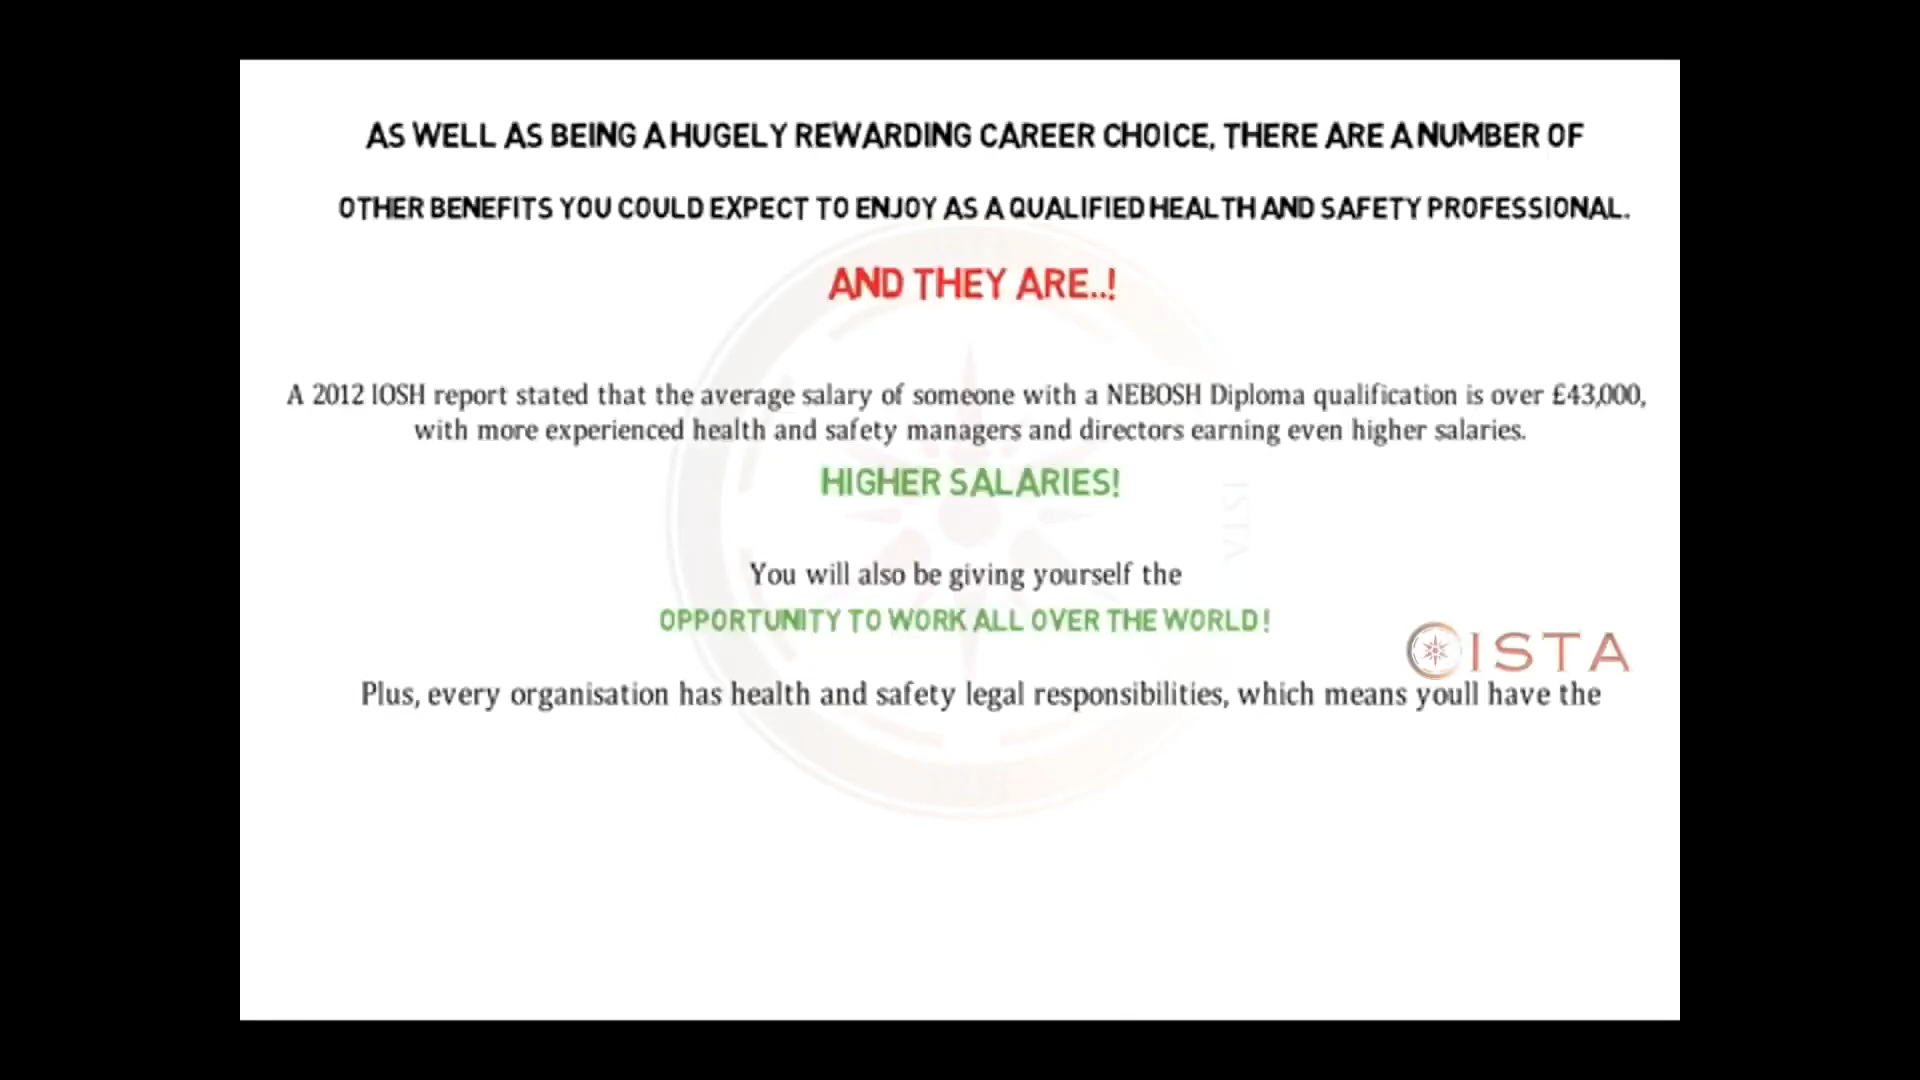 AS WELL AS BEING A HUGELY REWARDING CAREER CHOICE, THERE ARE A NUMBER OF
OTHER BENEFITS YOU COULD EXPECT TO ENJOY AS A QUALIFIED HEALTH AND SAFETY PROFESSIONAL.
AND THEY ARE..!
A 2012 IOSH report stated that the average salary of someone with a NEBOSH Diploma qualification is over £43,000,
with more experienced health and safety managers and directors earning even higher salaries.
HIGHER SALARIES!
ISTA
You will also be giving yourself the
OPPORTUNITY TO WORK ALL OVER THE WORLD!
ISTA
Plus, every organisation has health and safety legal responsibilities, which means youll have the